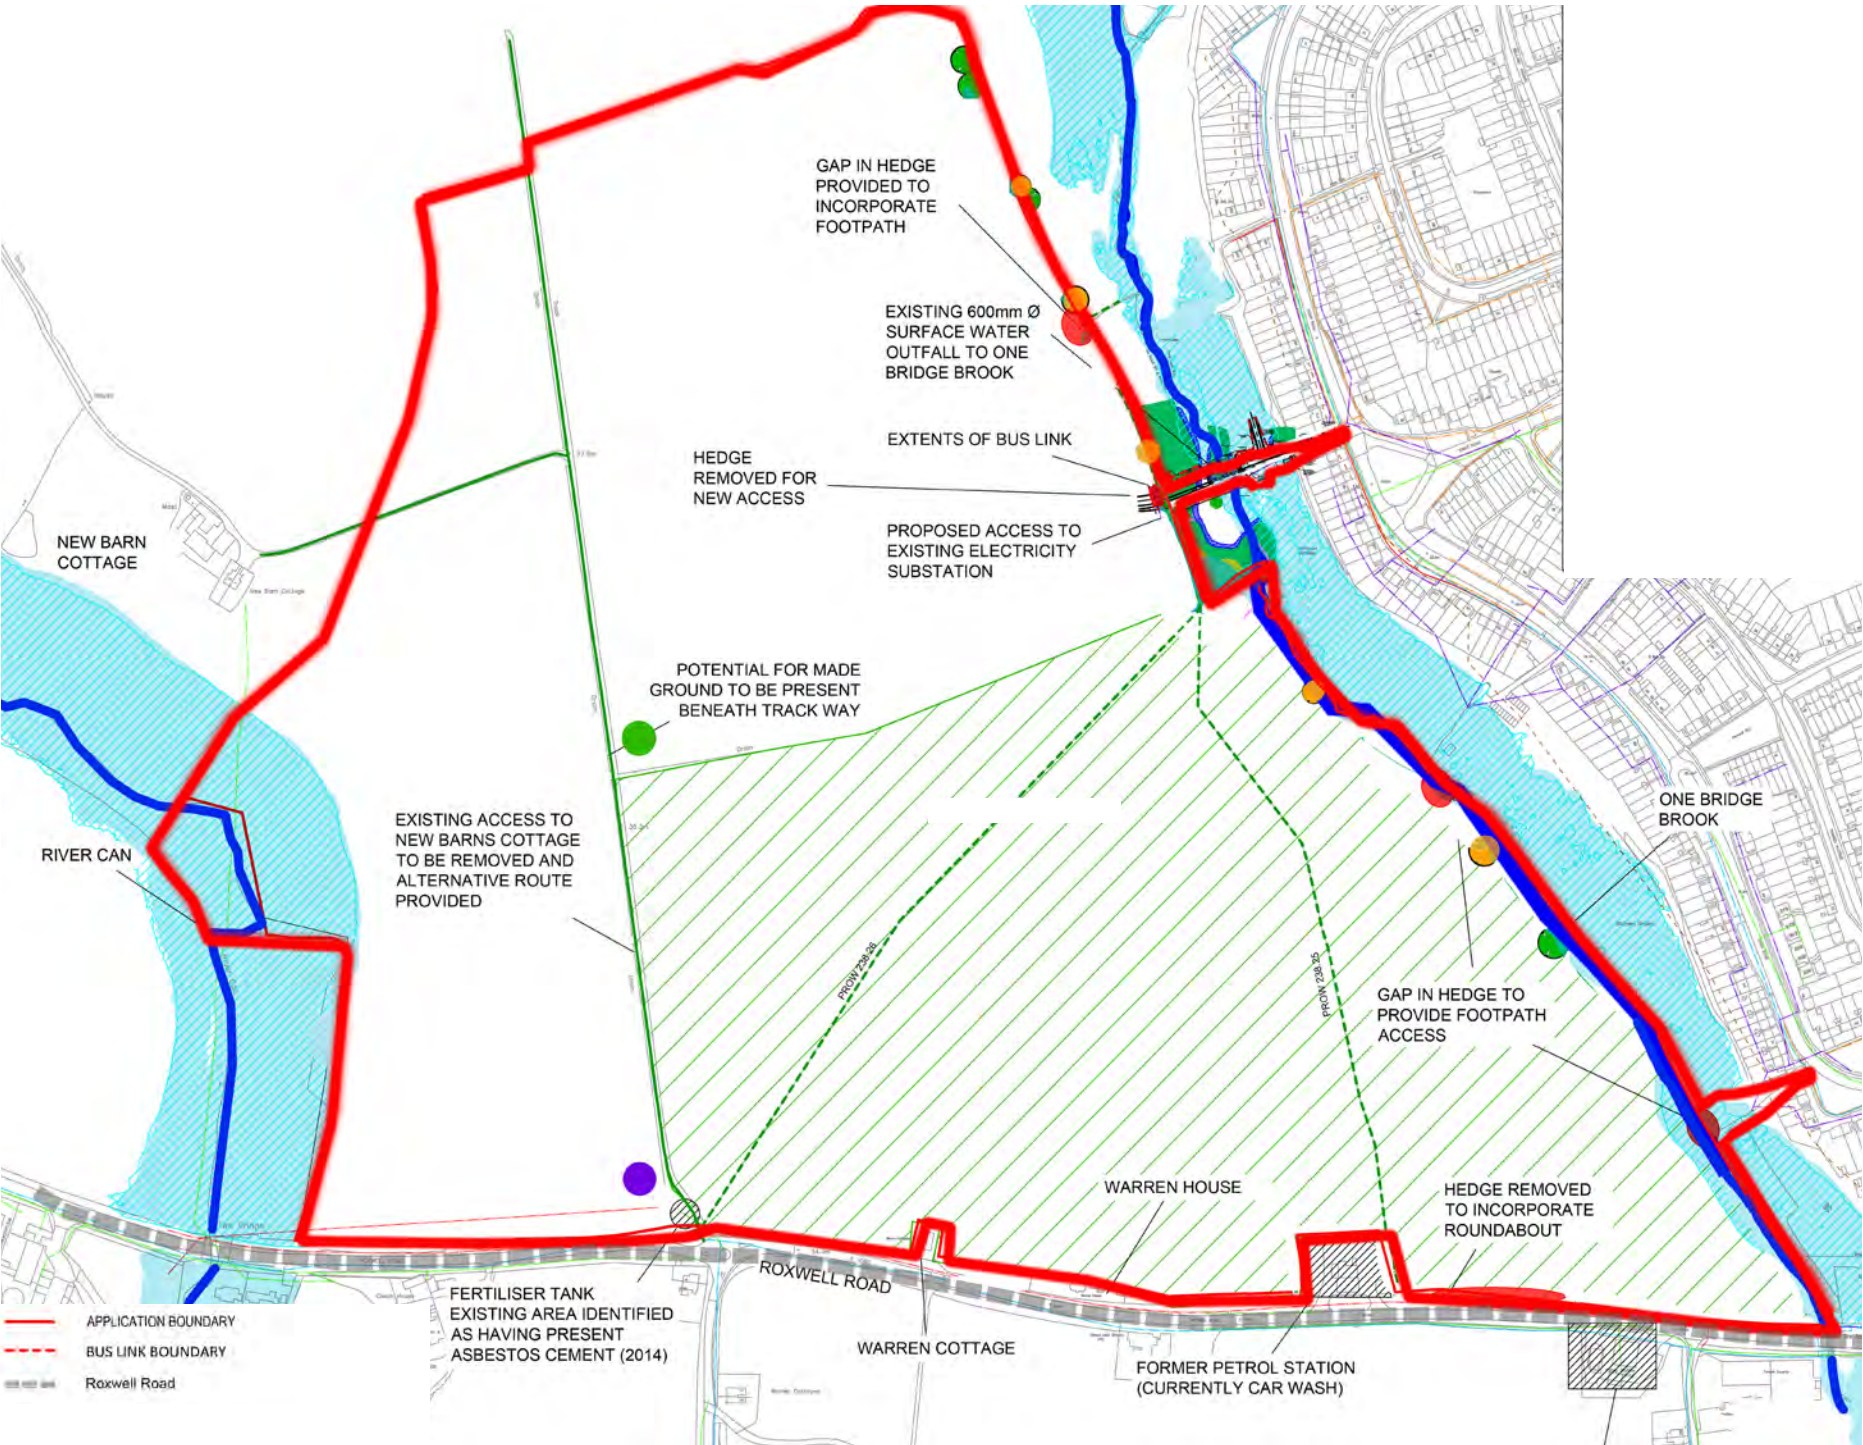 GAP IN HEDGE
PROVIDED TO
INCORPORATE
FOOTPATH
EXISTING 600mm Ø
SURFACE WATER
OUTFALL TO ONE
BRIDGE BROOK
EXTENTS OF BUS LINK
HEDGE
REMOVED FOR
NEW ACCESS
PROPOSED ACCESS TO
EXISTING ELECTRICITY
SUBSTATION
NEW BARN
COTTAGE
POTENTIAL FOR MADE
GROUND TO BE PRESENT
BENEATH TRACK WAY
EXISTING ACCESS TO
NEW BARNS COTTAGE
TO BE REMOVED AND
ALTERNATIVE ROUTE
PROVIDED
RIVER CAN
ONE BRIDGE
BROOK
PROW 238-26
PROW 238-25
GAP IN HEDGE TO
PROVIDE FOOTPATH
ACCESS
WARREN HOUSE
HEDGE REMOVED
TO INCORPORATE
ROUNDABOUT
ROXWELL ROAD
FERTILISER TANK
EXISTING AREA IDENTIFIED
AS HAVING PRESENT
ASBESTOS CEMENT (2014)
WARREN COTTAGE
FORMER PETROL STATION
(CURRENTLY CAR WASH)
APPLICATION BOUNDARY
BUS LINK BOUNDARY
Roxwell Road